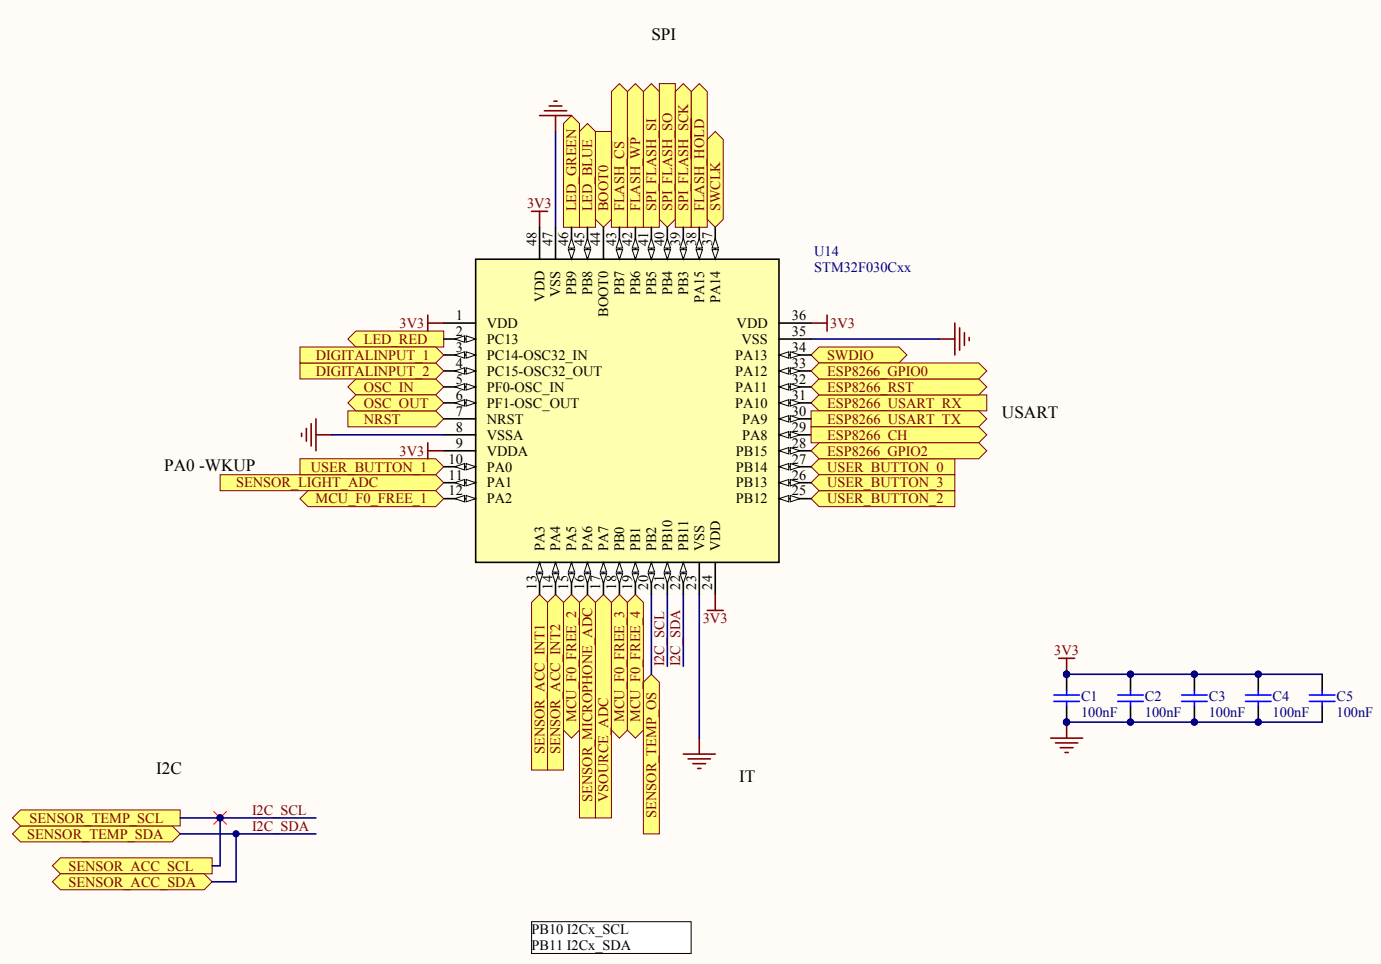 SPI
LED_GREEN
LED_BLUE
BOOT0
FLASH_CS
FLASH_WP
SPI_FLASH_SI
SPI_FLASH_SO
SPI_FLASH_SCK
FLASH_HOLD
SWCLK
3V3
48
47
46
45
44
43
42
41
40
39
38
37
U14
STM32F030Cxx
VDD
VSS
PB9
PB8
BOOT0
PB7
PB6
PB5
PB4
PB3
PA15
PA14
3V3 1 VDD
LED_RED 2 PC13
DIGITALINPUT_1 3 PC14-OSC32_IN
DIGITALINPUT_2 4 PC15-OSC32_OUT
OSC_IN 5 PF0-OSC_IN
OSC_OUT 6 PF1-OSC_OUT
NRST 7 NRST
8 VSSA
3V3 9 VDDA
PA0 -WKUP
USER_BUTTON_1 10 PA0
SENSOR_LIGHT_ADC 11 PA1
MCU_F0_FREE_1 12 PA2
VDD 36 3V3
VSS 35
PA13 34 SWDIO
PA12 33 ESP8266_GPIO0
PA11 32 ESP8266_RST
PA10 31 ESP8266_USART_RX
PA9 30 ESP8266_USART_TX
PA8 29 ESP8266_CH
PB15 28 ESP8266_GPIO2
PB14 27 USER_BUTTON_0
PB13 26 USER_BUTTON_3
PB12 25 USER_BUTTON_2
USART
PA3
PA4
PA5
PA6
PA7
PB0
PB1
PB2
PB10
PB11
VSS
VDD
13
14
15
16
17
18
19
20
21
22
23
24
SENSOR_ACC_INT1
SENSOR_ACC_INT2
MCU_F0_FREE_2
SENSOR_MICROPHONE_ADC
VSOURCE_ADC
MCU_F0_FREE_3
MCU_F0_FREE_4
SENSOR_TEMP_OS
I2C_SCL
I2C_SDA
3V3
IT
3V3
C1
100nF
C2
100nF
C3
100nF
C4
100nF
C5
100nF
I2C
SENSOR_TEMP_SCL I2C_SCL
SENSOR_TEMP_SDA I2C_SDA
SENSOR_ACC_SCL
SENSOR_ACC_SDA
PB10 I2Cx_SCL
PB11 I2Cx_SDA